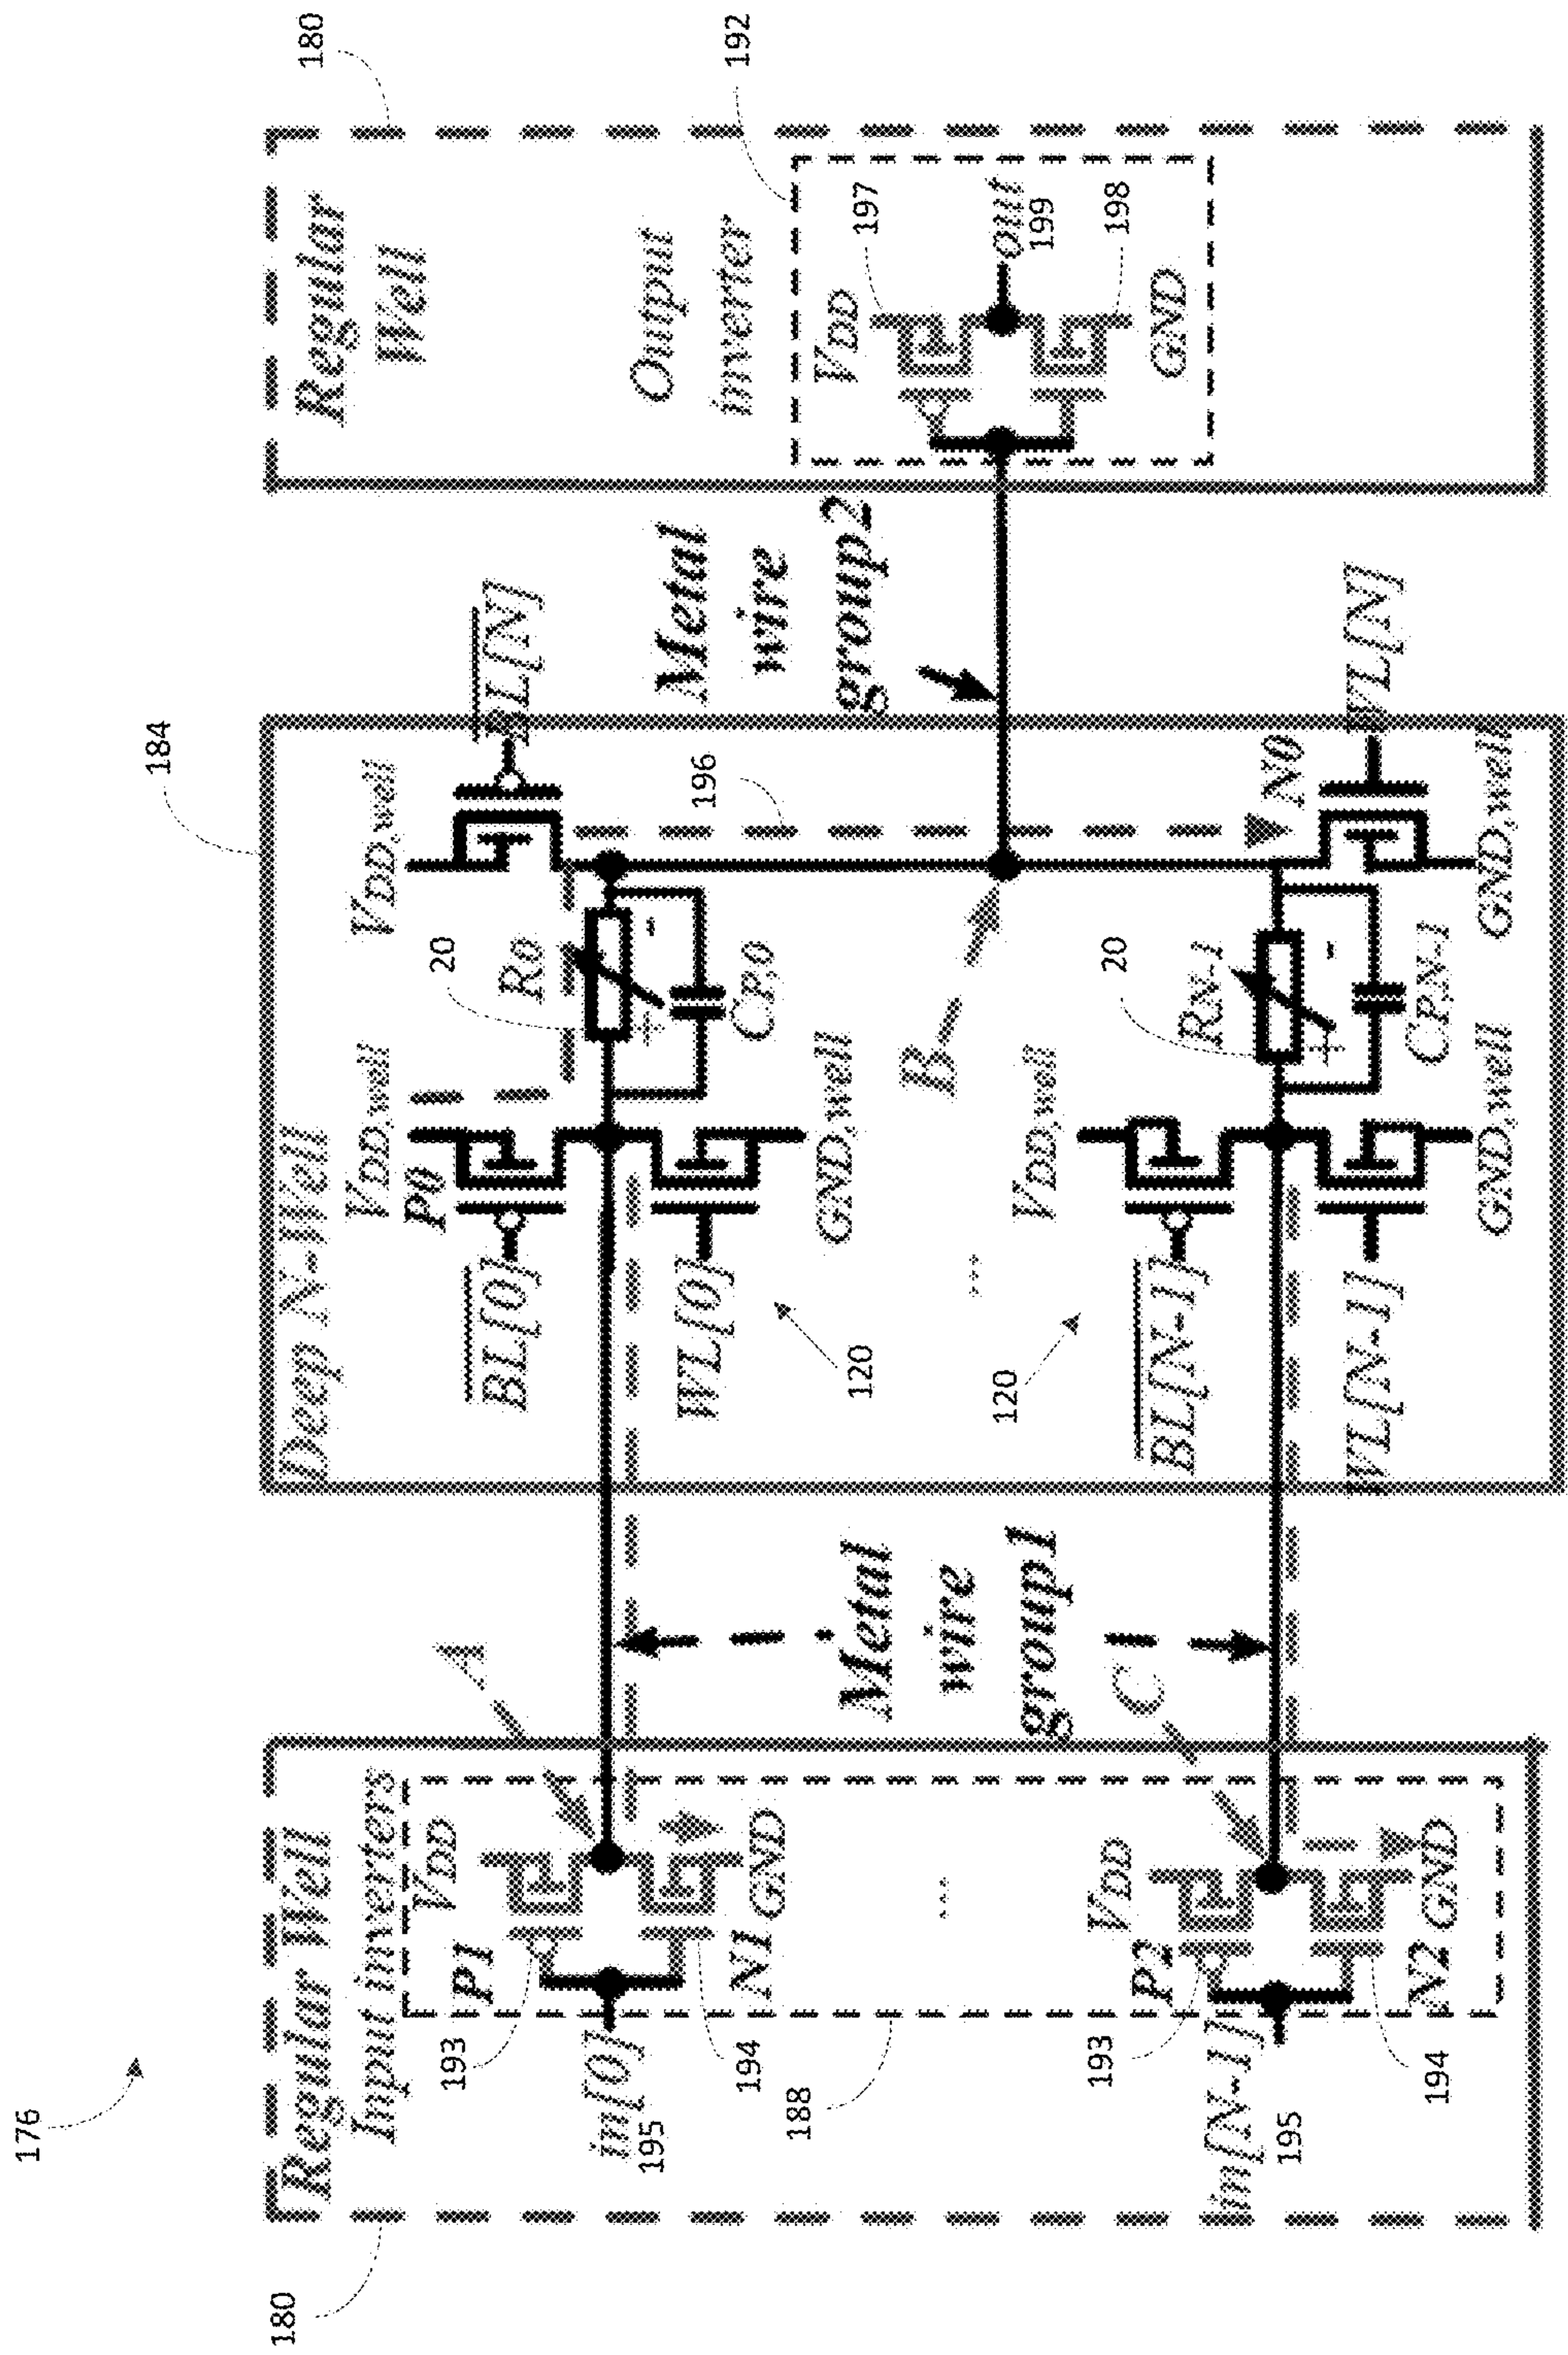 176
180
Regular Well
Input inverters
VDD
P1
193
in[0]
195
194
N1
GND
188
...
VDD
P2
193
in[N-1]
195
194
N2
GND
A
Metal
wire
group1
C
184
Deep N-Well
VDD,well
P0
BL[0]
WL[0]
GND,well
120
20
R0
+
-
CP,0
VDD,well
BL[N]
196
B
...
120
VDD,well
BL[N-1]
WL[N-1]
GND,well
20
RN-1
+
-
CP,N-1
N0
WL[N]
GND,well
Metal
wire
group2
180
Regular
Well
192
Output
inverter
VDD
197
out
199
198
GND